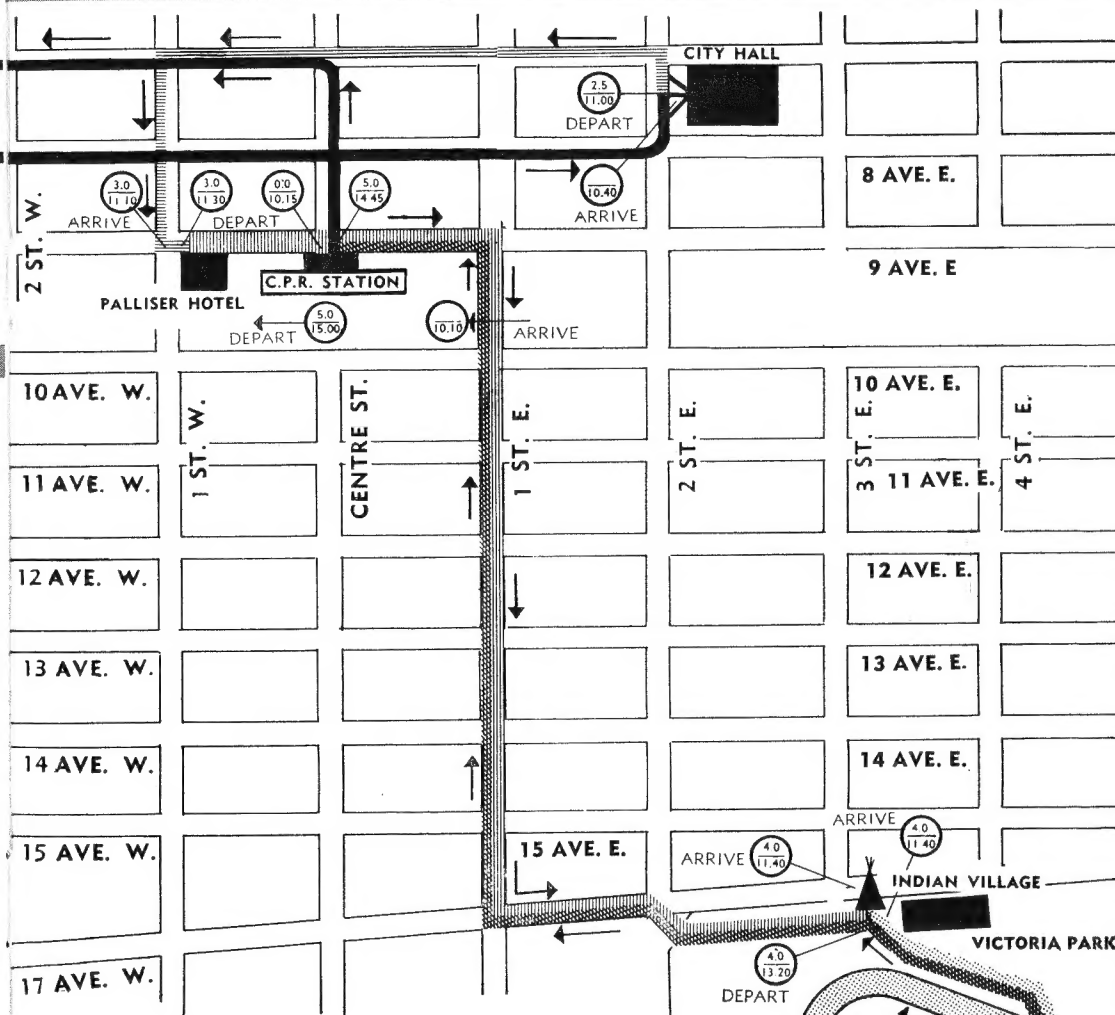 CITY HALL
2.5
11.00
DEPART
8 AVE. E.
3.0
11 10
3.0
11 30
0.0
10.15
5.0
14 45
10.40
ARRIVE
DEPART
ARRIVE
2 ST. W.
9 AVE. E
PALLISER HOTEL
C.P.R. STATION
DEPART
5.0
15.00
10.10
ARRIVE
10 AVE. W.
1 ST. W.
CENTRE ST.
1 ST. E.
2 ST. E.
10 AVE. E.
3 ST. E.
4 ST. E.
11 AVE. W.
11 AVE. E.
12 AVE. W.
12 AVE. E.
13 AVE. W.
13 AVE. E.
14 AVE. W.
14 AVE. E.
ARRIVE
4.0
11.40
15 AVE. W.
15 AVE. E.
ARRIVE
4.0
11.40
INDIAN VILLAGE
VICTORIA PARK
4.0
13 20
DEPART
17 AVE. W.